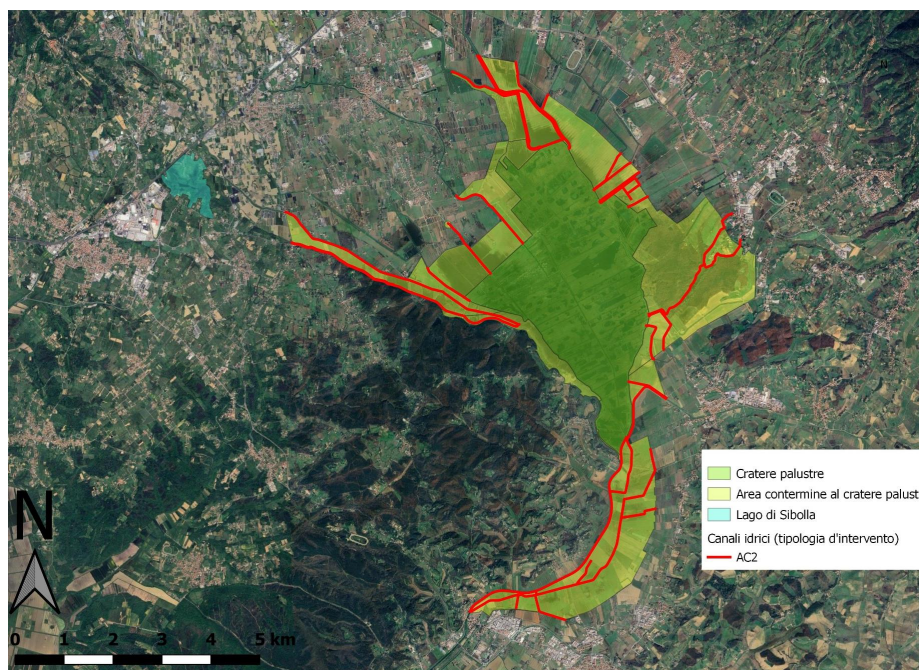 Cratere palustre
Area contermine al cratere palust
Lago di Sibolla
Canali idrici (tipologia d'intervento)
AC2
N
0 1 2 3 4 5 km